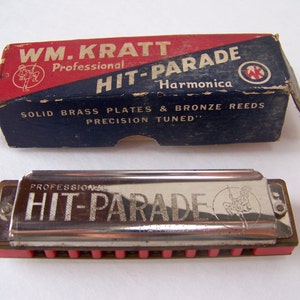 WM. KRATT
Professional
HIT-PARADE
Harmonica
SOLID BRASS PLATES & BRONZE REEDS
PRECISION TUNED"
PROFESSIONAL
HIT-PARADE